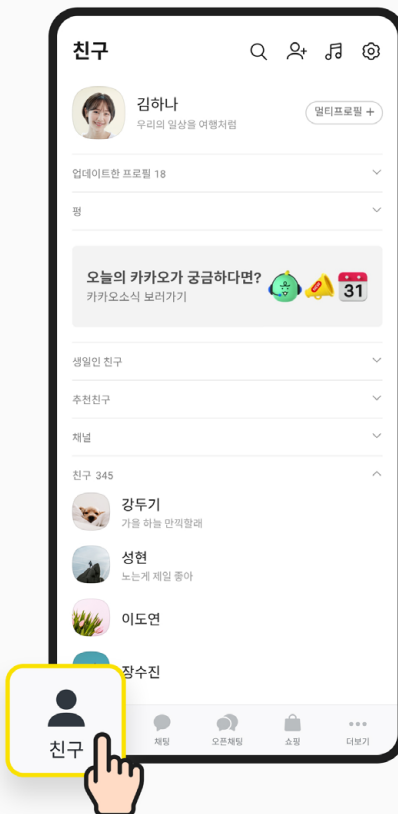 친구
김하나
우리의 일상을 여행처럼
멀티프로필 +
업데이트한 프로필 18
펑
오늘의 카카오가 궁금하다면?
카카오소식 보러가기
31
생일인 친구
추천친구
채널
친구 345
강두기
가을 하늘 만끽할래
성현
노는게 제일 좋아
이도연
장수진
친구
채팅
오픈채팅
쇼핑
더보기